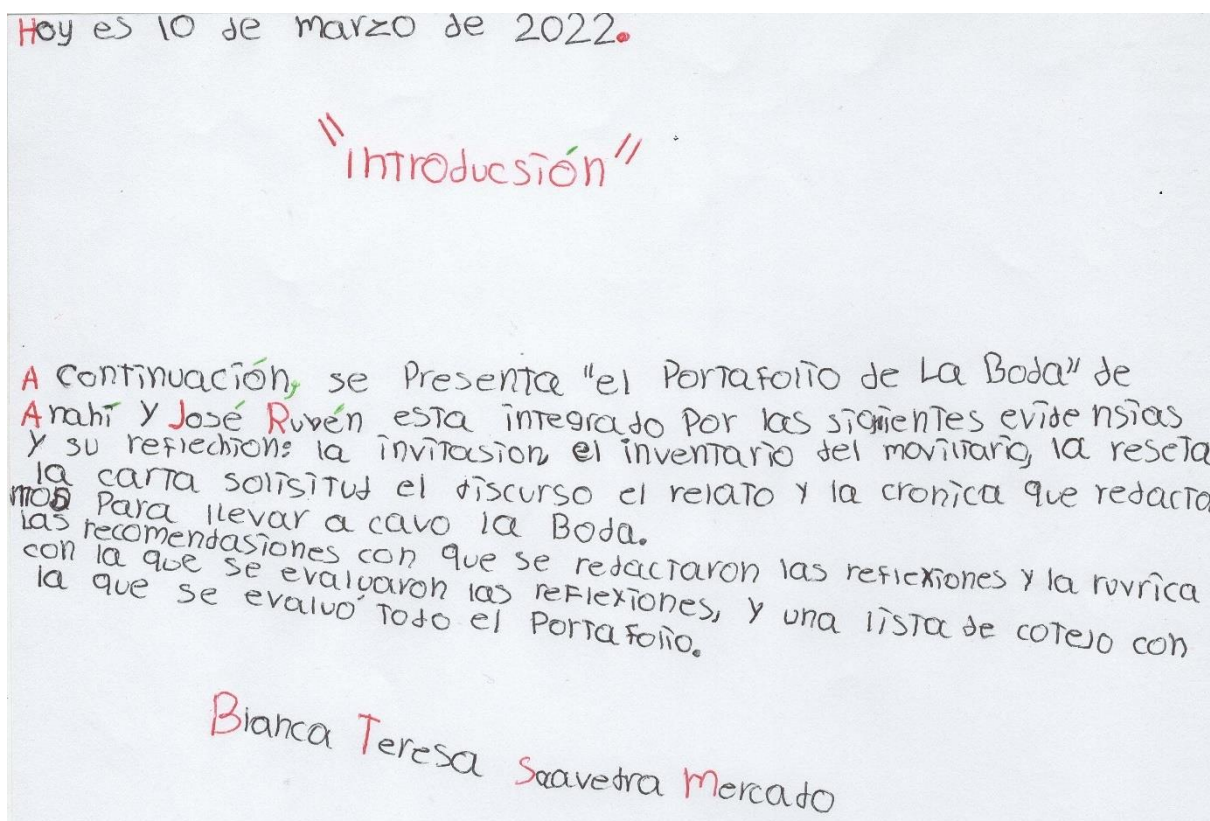 Hoy es 10 de marzo de 2022.
"introducsión"
A continuación, se Presenta "el Portafolio de La Boda" de
Anahí y José Ruvén esta integrado Por las siguientes evidensias
y su reflechion: la invitasion el inventario del moviliario, la reseta
la carta solisitud el discurso el relato y la cronica que redacta
mos Para llevar a cavo la Boda.
Las recomendasiones con que se redactaron las reflexiones y la ruvrica
con la que se evaluaron las reflexiones, y una lista de cotejo con
la que se evaluó todo el Portafolio.
Bianca Teresa Saavedra Mercado